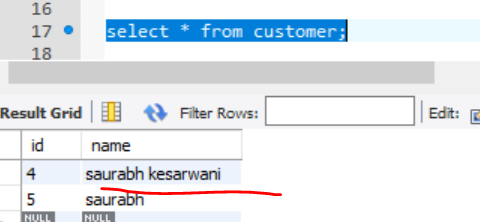 16
17 select * from customer;
18
Result Grid Filter Rows: Edit:
id name
4 saurabh kesarwani
5 saurabh
NULL NULL